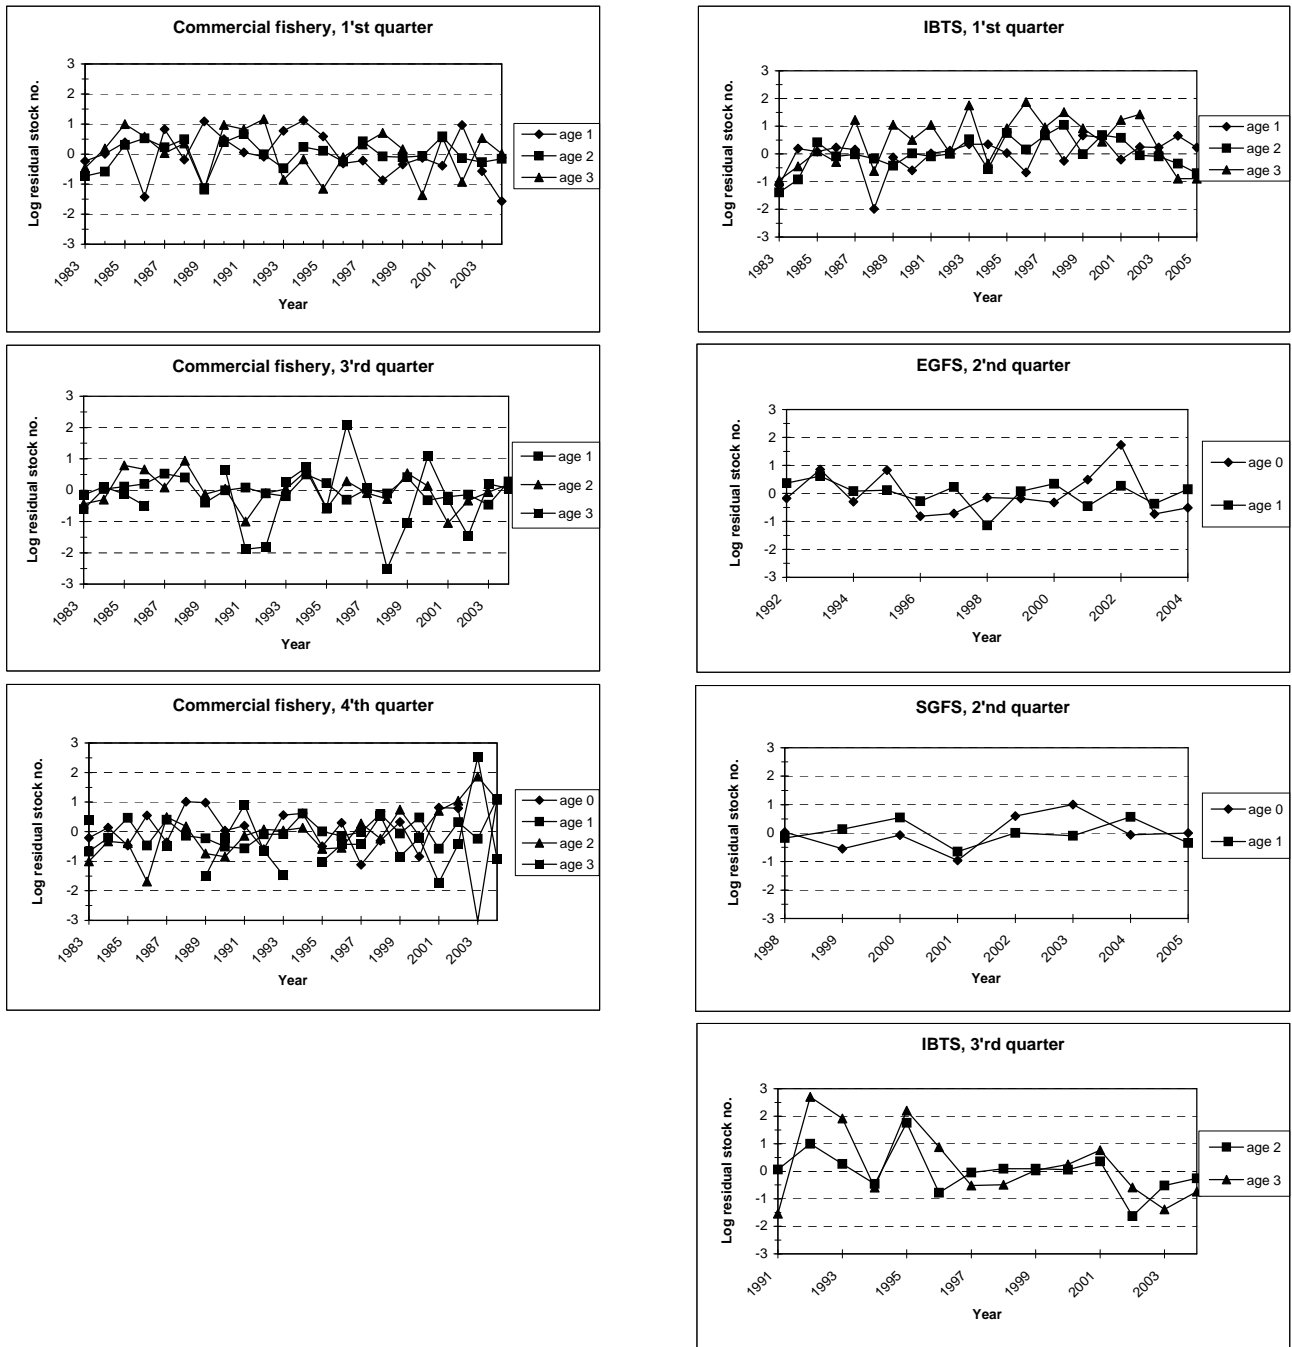 Commercial fishery, 1'st quarter
Log residual stock no.
3
2
1
0
-1
-2
-3
1983
1985
1987
1989
1991
1993
1995
1997
1999
2001
2003
Year
age 1
age 2
age 3
IBTS, 1'st quarter
Log residual stock no.
3
2
1
0
-1
-2
-3
1983
1985
1987
1989
1991
1993
1995
1997
1999
2001
2003
2005
Year
age 1
age 2
age 3
Commercial fishery, 3'rd quarter
Log residual stock no.
3
2
1
0
-1
-2
-3
1983
1985
1987
1989
1991
1993
1995
1997
1999
2001
2003
Year
age 1
age 2
age 3
EGFS, 2'nd quarter
Log residual stock no.
3
2
1
0
-1
-2
-3
1992
1994
1996
1998
2000
2002
2004
Year
age 0
age 1
Commercial fishery, 4'th quarter
Log residual stock no.
3
2
1
0
-1
-2
-3
1983
1985
1987
1989
1991
1993
1995
1997
1999
2001
2003
Year
age 0
age 1
age 2
age 3
SGFS, 2'nd quarter
Log residual stock no.
3
2
1
0
-1
-2
-3
1998
1999
2000
2001
2002
2003
2004
2005
Year
age 0
age 1
IBTS, 3'rd quarter
Log residual stock no.
3
2
1
0
-1
-2
-3
1991
1993
1995
1997
1999
2001
2003
Year
age 2
age 3